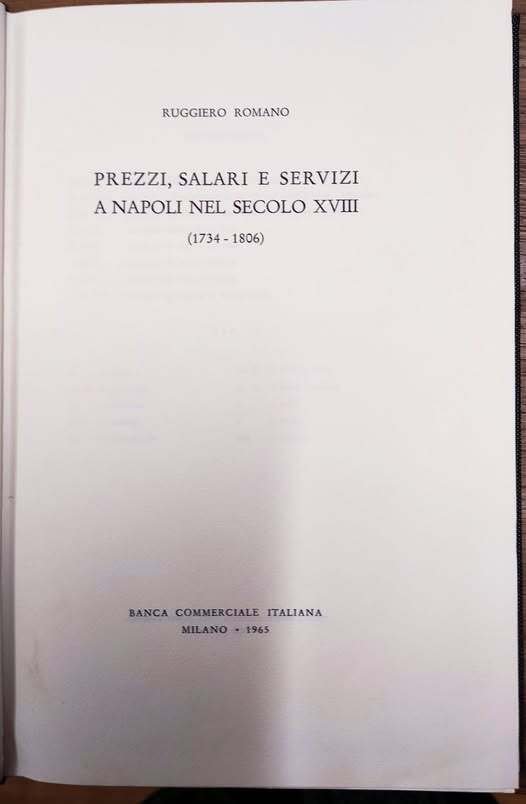 RUGGIERO ROMANO
PREZZI, SALARI E SERVIZI
A NAPOLI NEL SECOLO XVIII
(1734 - 1806)
BANCA COMMERCIALE ITALIANA
MILANO • 1965